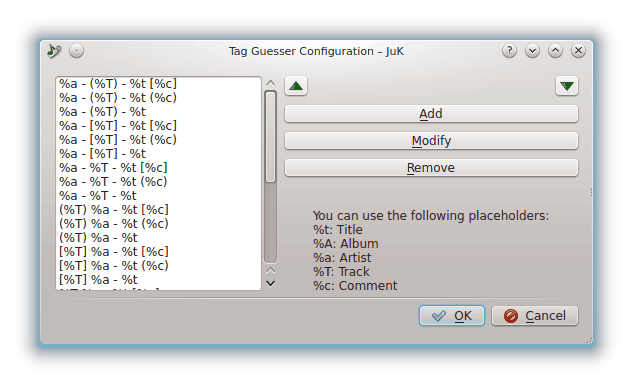 Tag Guesser Configuration – JuK
%a - (%T) - %t [%c]
%a - (%T) - %t (%c)
%a - (%T) - %t
%a - [%T] - %t [%c]
%a - [%T] - %t (%c)
%a - [%T] - %t
%a - %T - %t [%c]
%a - %T - %t (%c)
%a - %T - %t
(%T) %a - %t [%c]
(%T) %a - %t (%c)
(%T) %a - %t
[%T] %a - %t [%c]
[%T] %a - %t (%c)
[%T] %a - %t
Add
Modify
Remove
You can use the following placeholders:
%t: Title
%A: Album
%a: Artist
%T: Track
%c: Comment
OK
Cancel